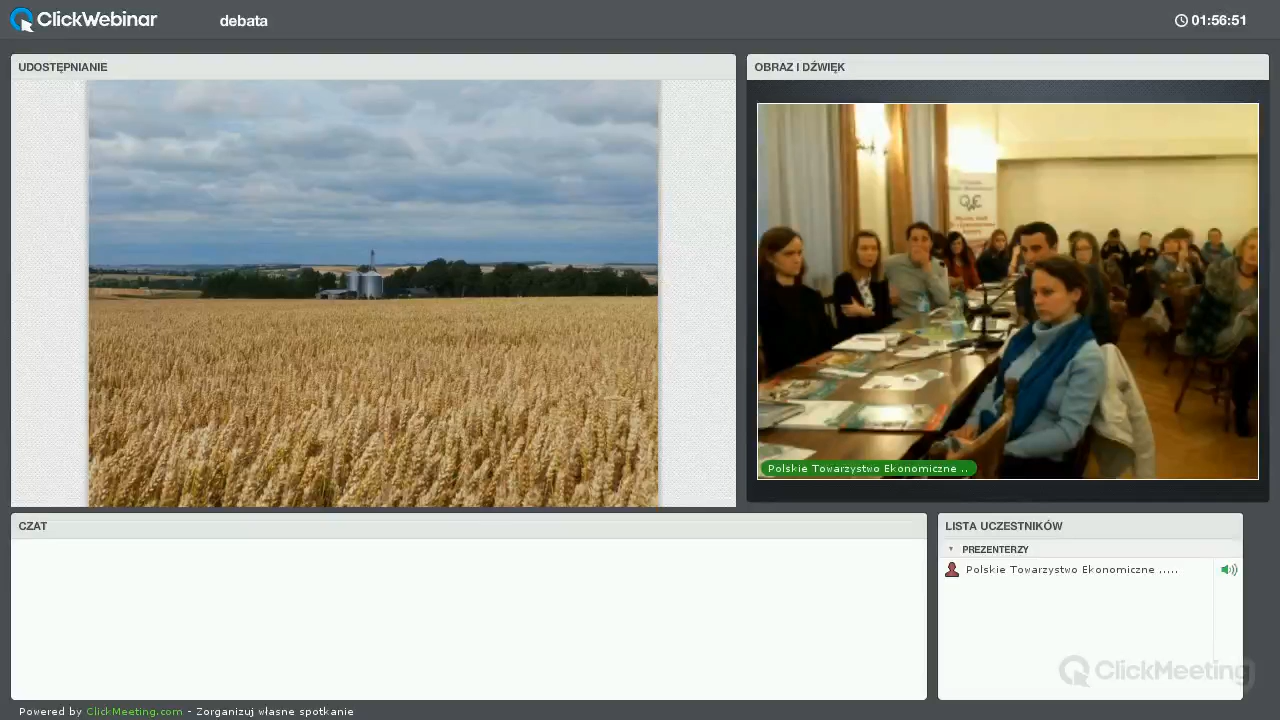 ClickWebinar
debata
01:56:51
UDOSTĘPNIANIE
OBRAZ I DŹWIĘK
Polskie Towarzystwo Ekonomiczne ..
CZAT
LISTA UCZESTNIKÓW
PREZENTERZY
Polskie Towarzystwo Ekonomiczne .....
ClickMeeting
Powered by ClickMeeting.com - Zorganizuj własne spotkanie